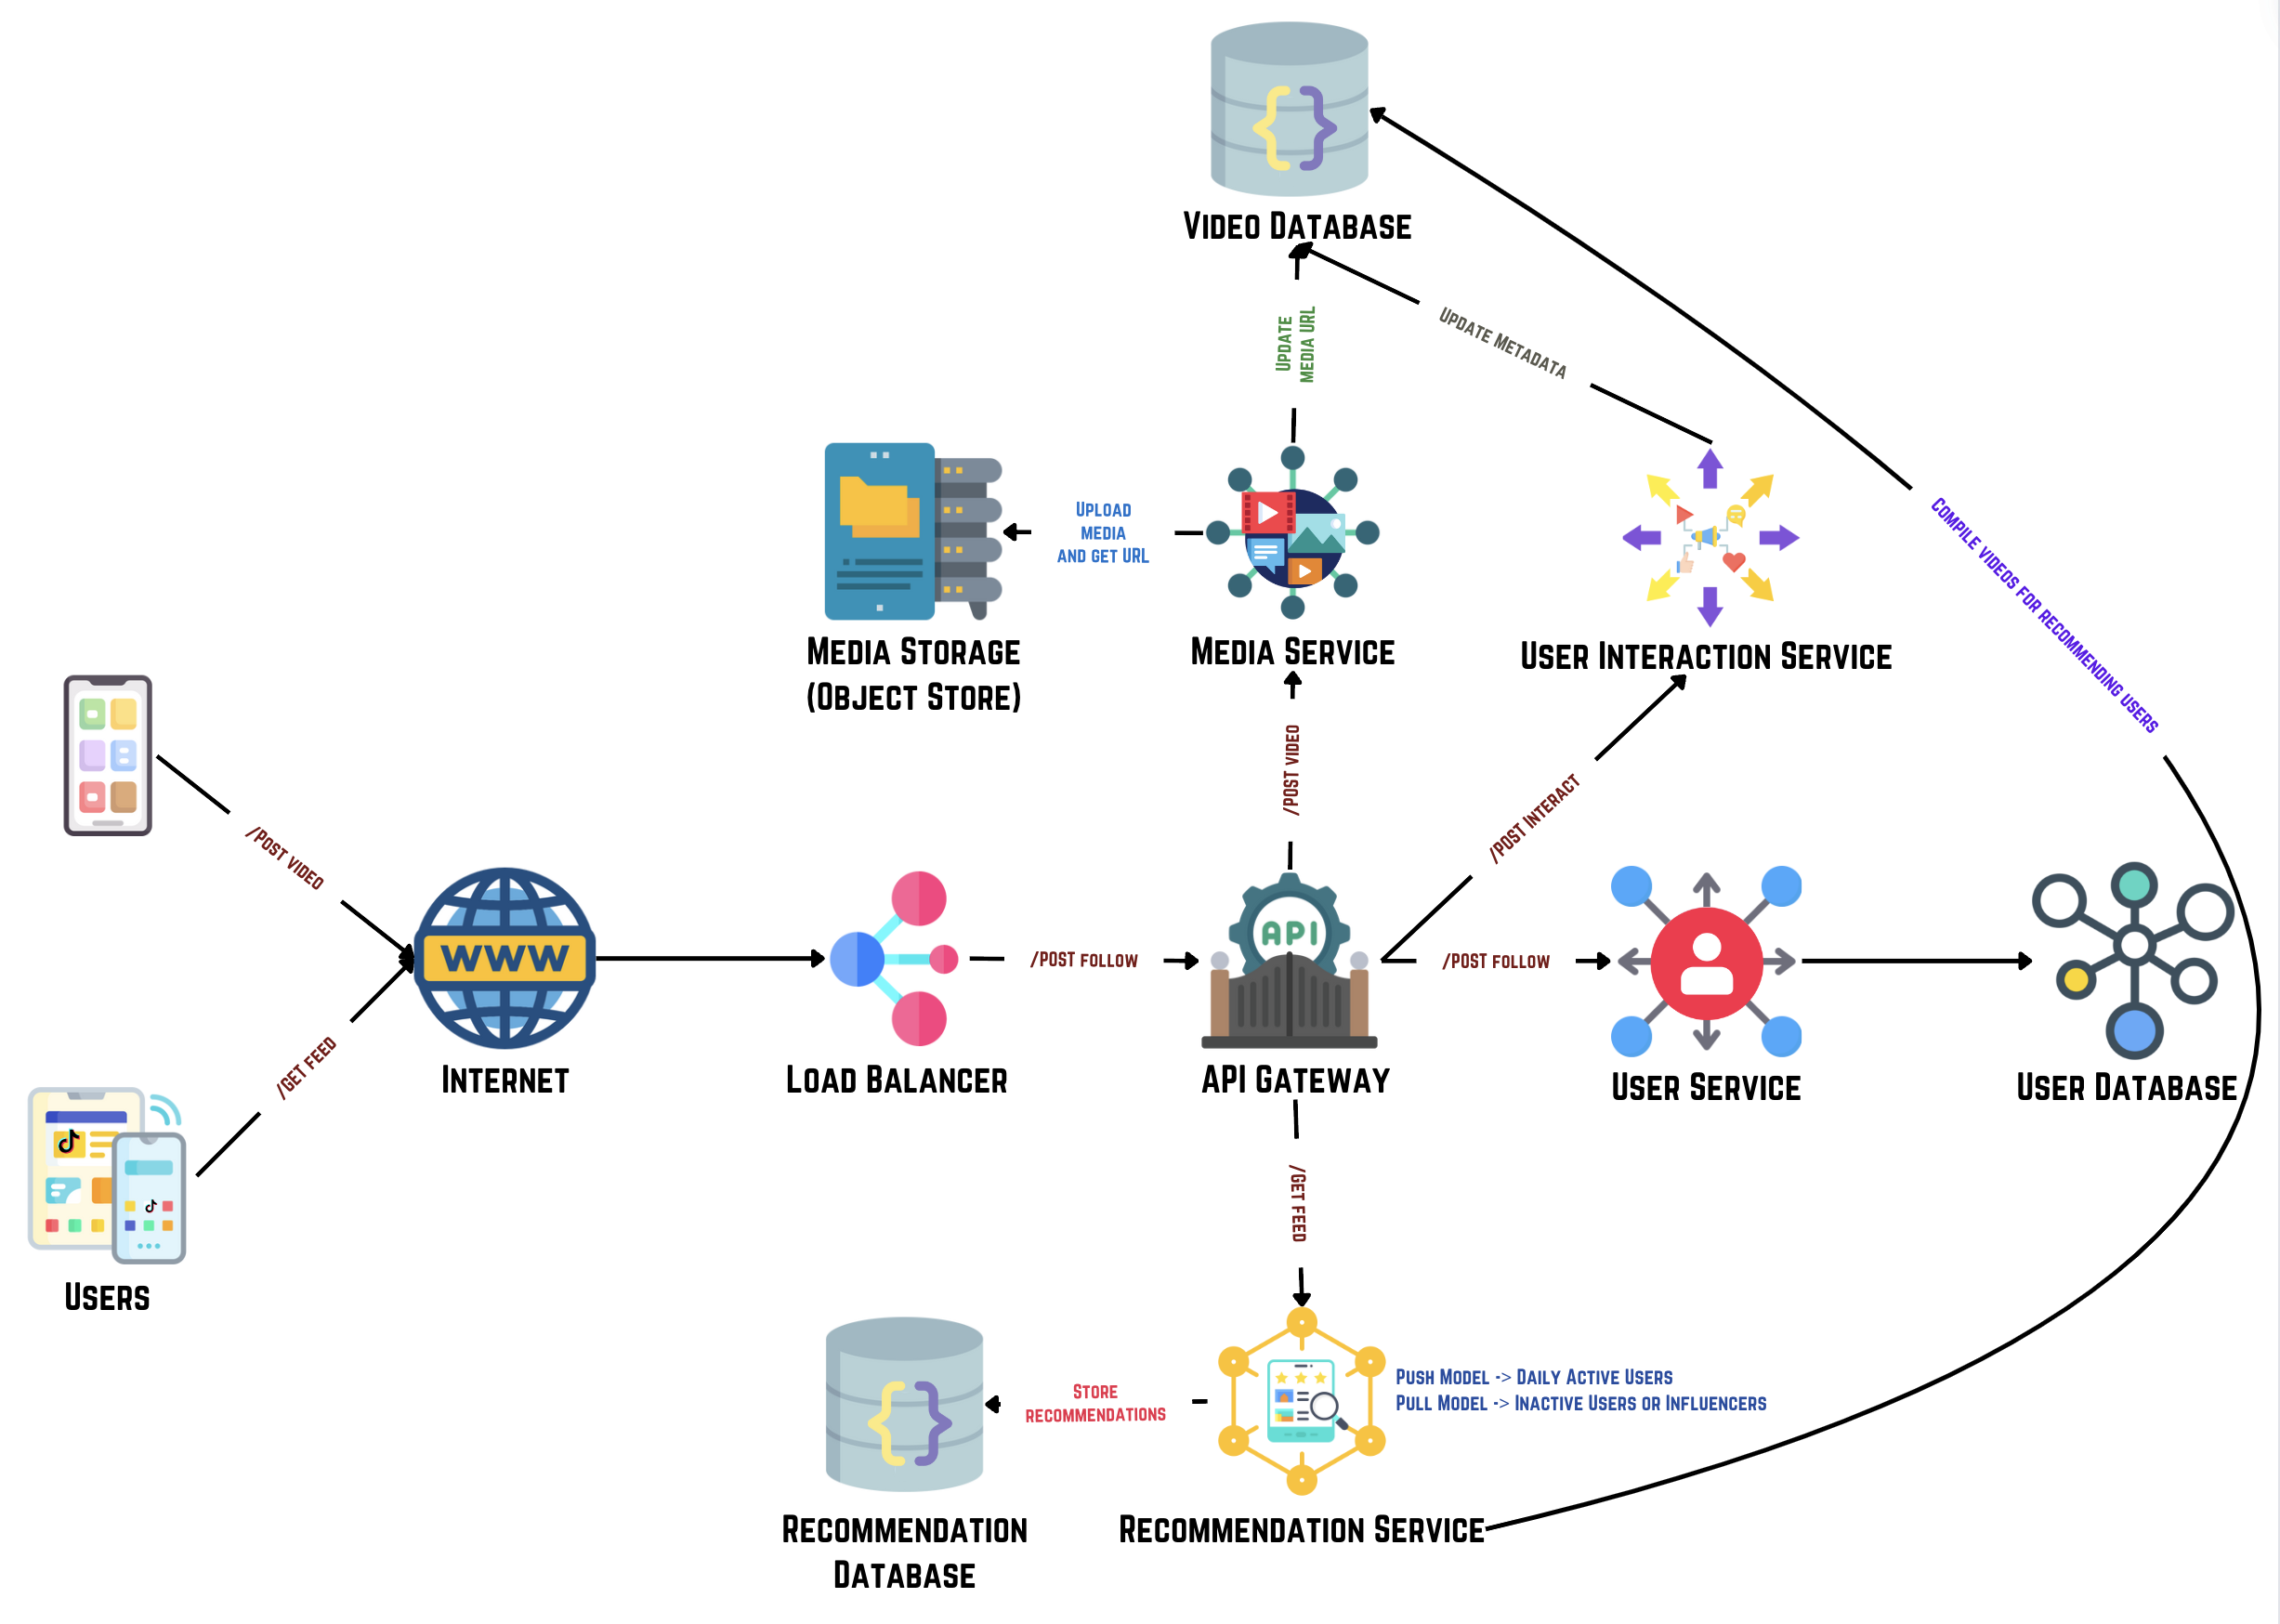 Video Database
Update
media URL
Update Metadata
Compile videos for recommending users
Upload
media
and get URL
Media Storage
(Object Store)
Media Service
User Interaction Service
/Post video
/Post video
/Post Interact
WWW
API
/Post follow
/Post follow
Internet
Load Balancer
API Gateway
User Service
User Database
/Get feed
/Get feed
Users
Push Model -> Daily Active Users
Pull Model -> Inactive Users or Influencers
Store
recommendations
Recommendation
Database
Recommendation Service